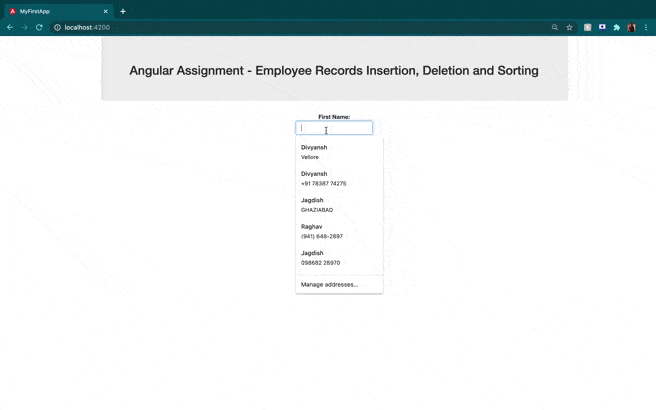 MyFirstApp
localhost:4200
Angular Assignment - Employee Records Insertion, Deletion and Sorting
First Name:
Divyansh
Vellore
Divyansh
+91 78387 74275
Jagdish
GHAZIABAD
Raghav
(941) 648-2897
Jagdish
098682 28970
Manage addresses...